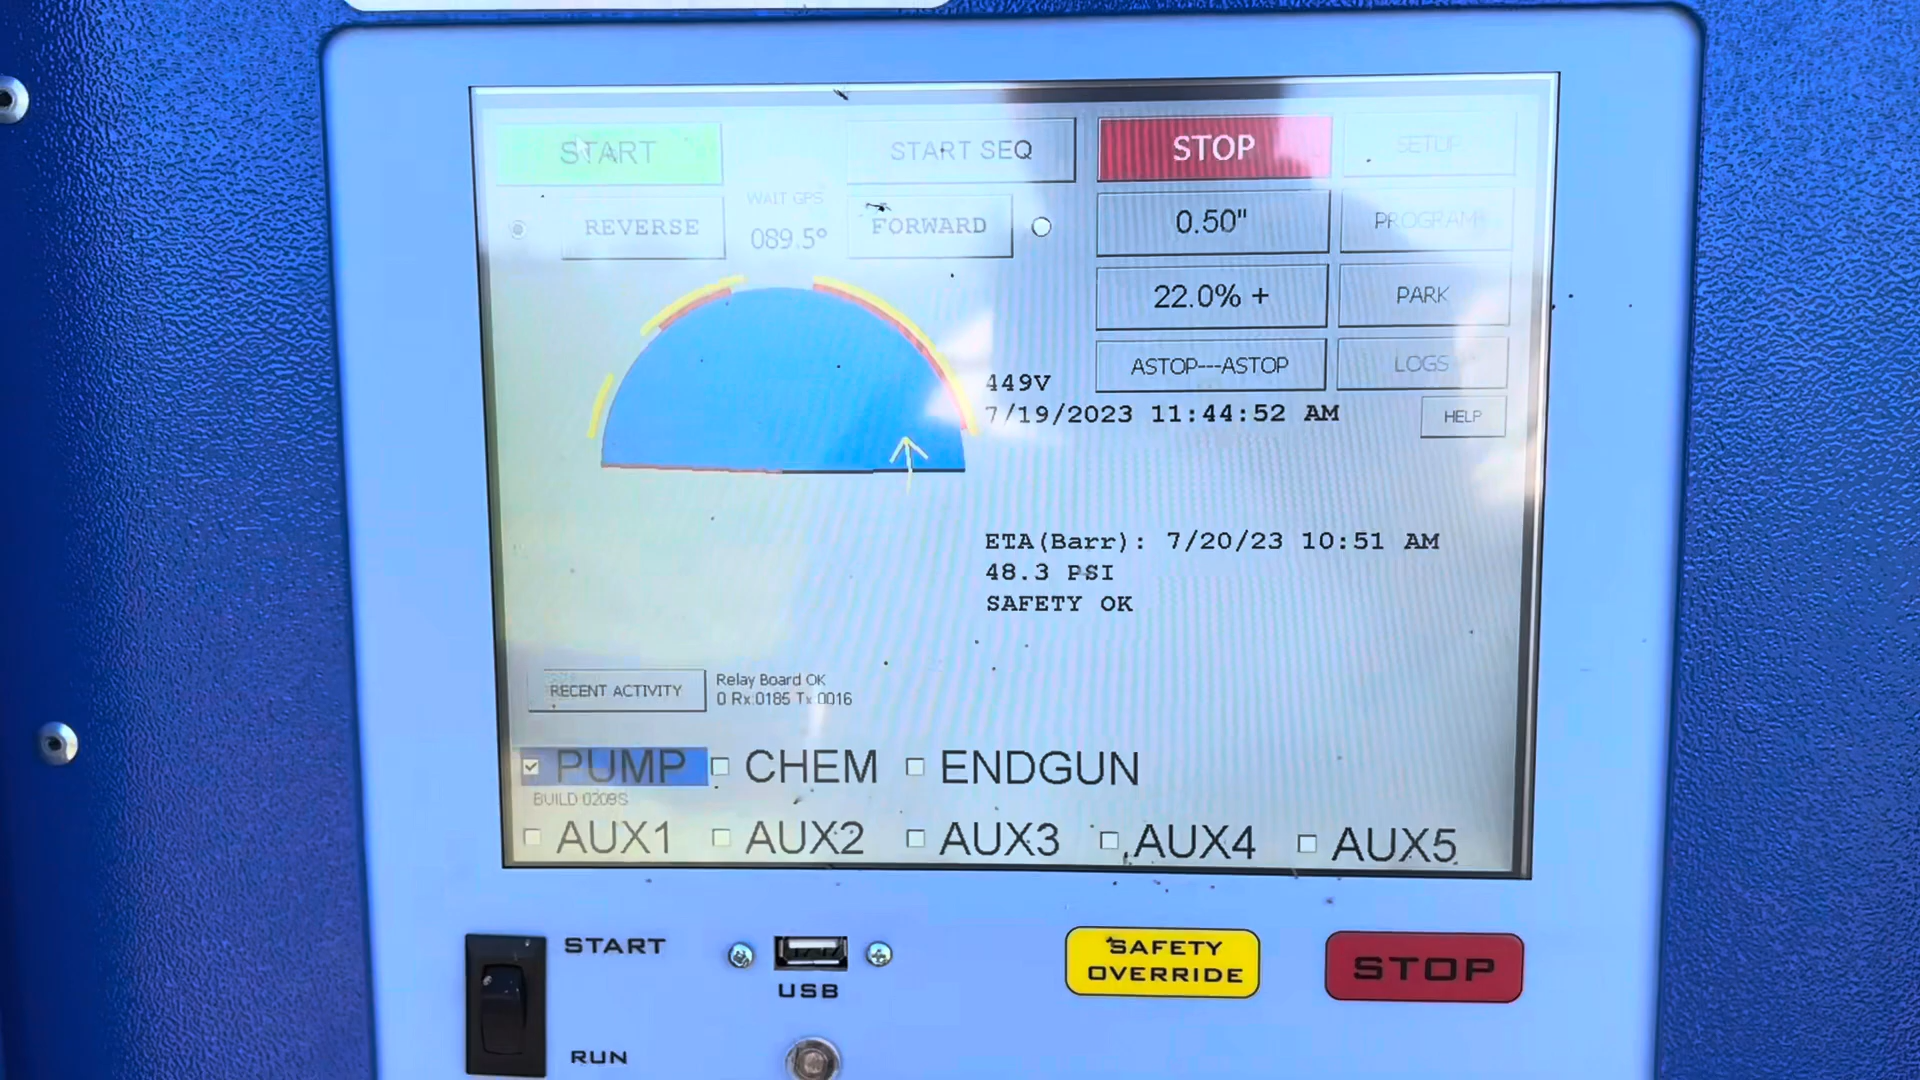 START
START SEQ
STOP
SETUP
REVERSE
WAIT GPS
089.5°
FORWARD
0.50"
PROGRAM
22.0% +
PARK
ASTOP---ASTOP
LOGS
449V
7/19/2023 11:44:52 AM
HELP
ETA(Barr): 7/20/23 10:51 AM
48.3 PSI
SAFETY OK
RECENT ACTIVITY
Relay Board OK
0 Rx:0185 Tx:0016
PUMP
CHEM
ENDGUN
BUILD 0209S
AUX1
AUX2
AUX3
AUX4
AUX5
START
USB
SAFETY
OVERRIDE
STOP
RUN